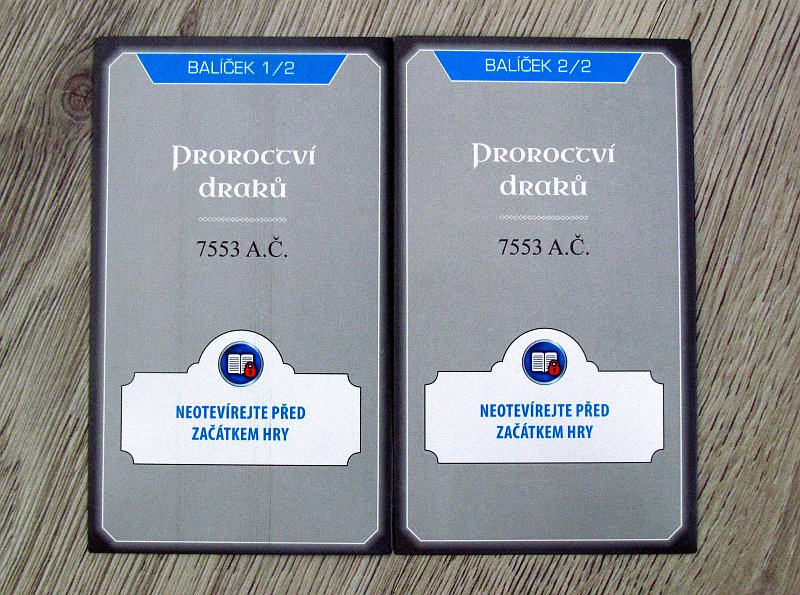 BALÍČEK 1/2
Proroctví
draků
7553 A.Č.
NEOTEVÍREJTE PŘED
ZAČÁTKEM HRY
BALÍČEK 2/2
Proroctví
draků
7553 A.Č.
NEOTEVÍREJTE PŘED
ZAČÁTKEM HRY